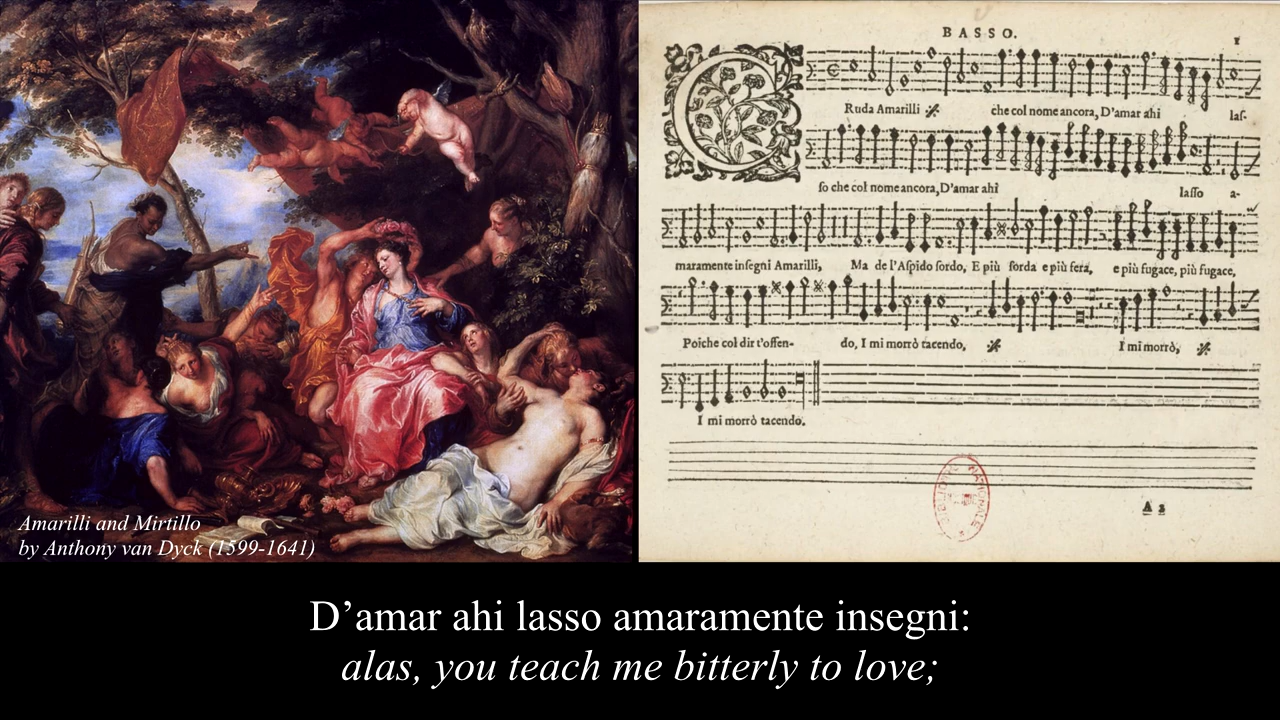 Amarilli and Mirtillo
by Anthony van Dyck (1599-1641)
BASSO.
1
CRuda Amarilli che col nome ancora, D'amar ahi las-
so che col nome ancora, D'amar ahi lasso a-
maramente insegni Amarilli, Ma de l'Aspido sordo, E più sorda e più fera, e più fugace, più fugace,
Poiche col dir t'offen- do, I mi morrò tacendo, I mi morrò,
I mi morrò tacendo.
A 2
D'amar ahi lasso amaramente insegni:
alas, you teach me bitterly to love;